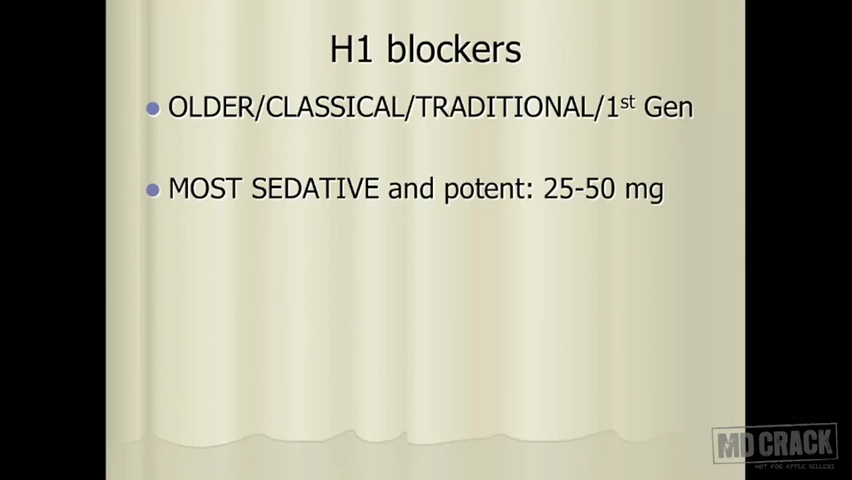 H1 blockers
OLDER/CLASSICAL/TRADITIONAL/1st Gen
MOST SEDATIVE and potent: 25-50 mg
MD CRACK
NOT FOR APPLE SELLERS